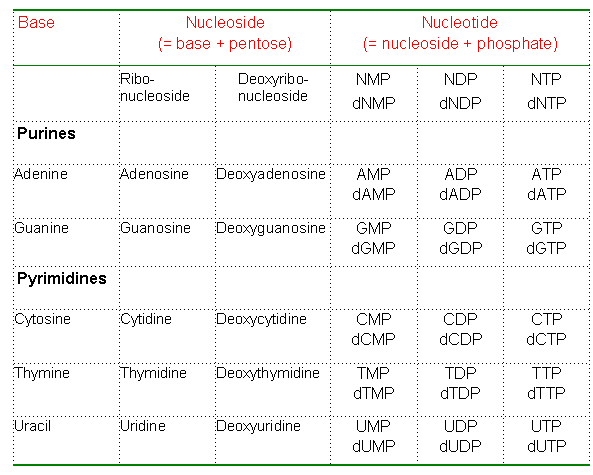 Base Nucleoside Nucleotide
(= base + pentose) (= nucleoside + phosphate)
Ribo- Deoxyribo- NMP NDP NTP
nucleoside nucleoside dNMP dNDP dNTP
Purines
Adenine Adenosine Deoxyadenosine AMP ADP ATP
dAMP dADP dATP
Guanine Guanosine Deoxyguanosine GMP GDP GTP
dGMP dGDP dGTP
Pyrimidines
Cytosine Cytidine Deoxycytidine CMP CDP CTP
dCMP dCDP dCTP
Thymine Thymidine Deoxythymidine TMP TDP TTP
dTMP dTDP dTTP
Uracil Uridine Deoxyuridine UMP UDP UTP
dUMP dUDP dUTP